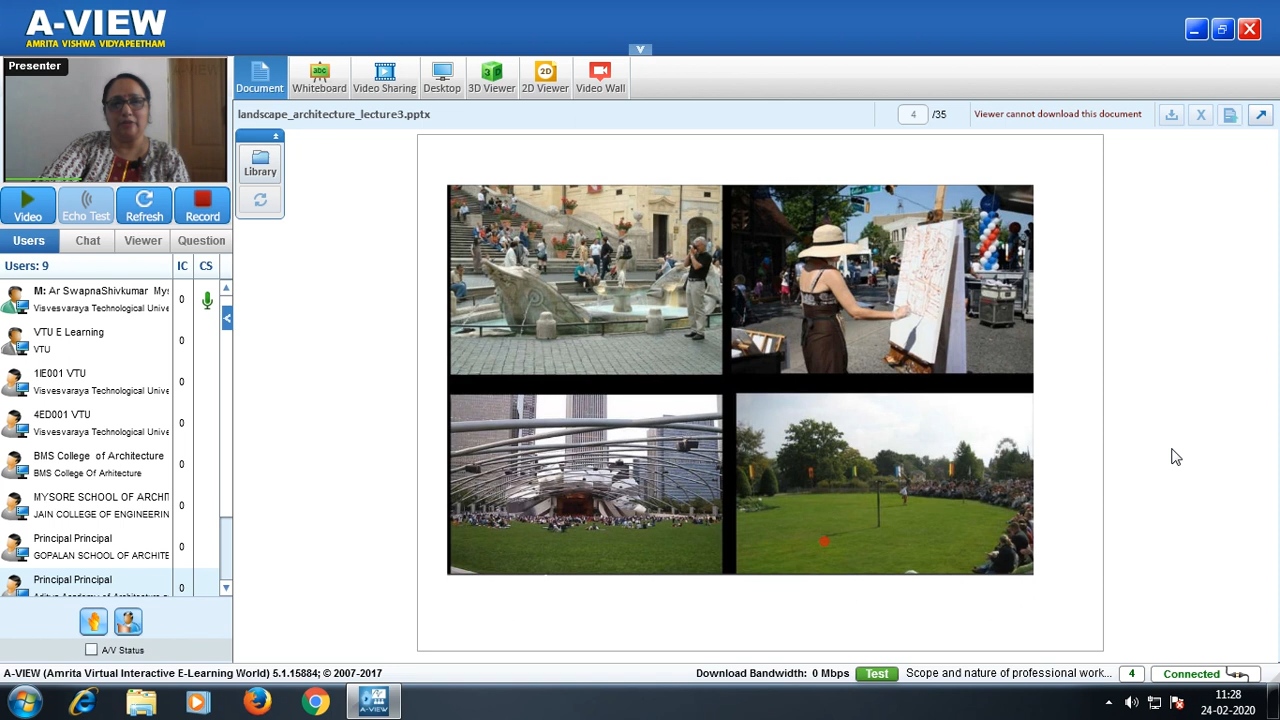 A-VIEW
AMRITA VISHWA VIDYAPEETHAM
Presenter
Document
Whiteboard
Video Sharing
Desktop
3D Viewer
2D Viewer
Video Wall
landscape_architecture_lecture3.pptx
4 /35
Viewer cannot download this document
Library
Video
Echo Test
Refresh
Record
Users
Chat
Viewer
Question
Users: 9
IC
CS
M: Ar SwapnaShivkumar Mys
Visvesvaraya Technological Unive
0
VTU E Learning
VTU
0
1IE001 VTU
Visvesvaraya Technological Unive
0
4ED001 VTU
Visvesvaraya Technological Unive
0
BMS College of Architecture
BMS College Of Arhitecture
0
MYSORE SCHOOL OF ARCHI
JAIN COLLEGE OF ENGINEERIN
0
Principal Principal
GOPALAN SCHOOL OF ARCHITE
0
Principal Principal
Aditya Academy of Architecture
0
A/V Status
A-VIEW (Amrita Virtual Interactive E-Learning World) 5.1.15884; © 2007-2017
Download Bandwidth: 0 Mbps
Test
Scope and nature of professional work...
4
Connected
11:28
24-02-2020